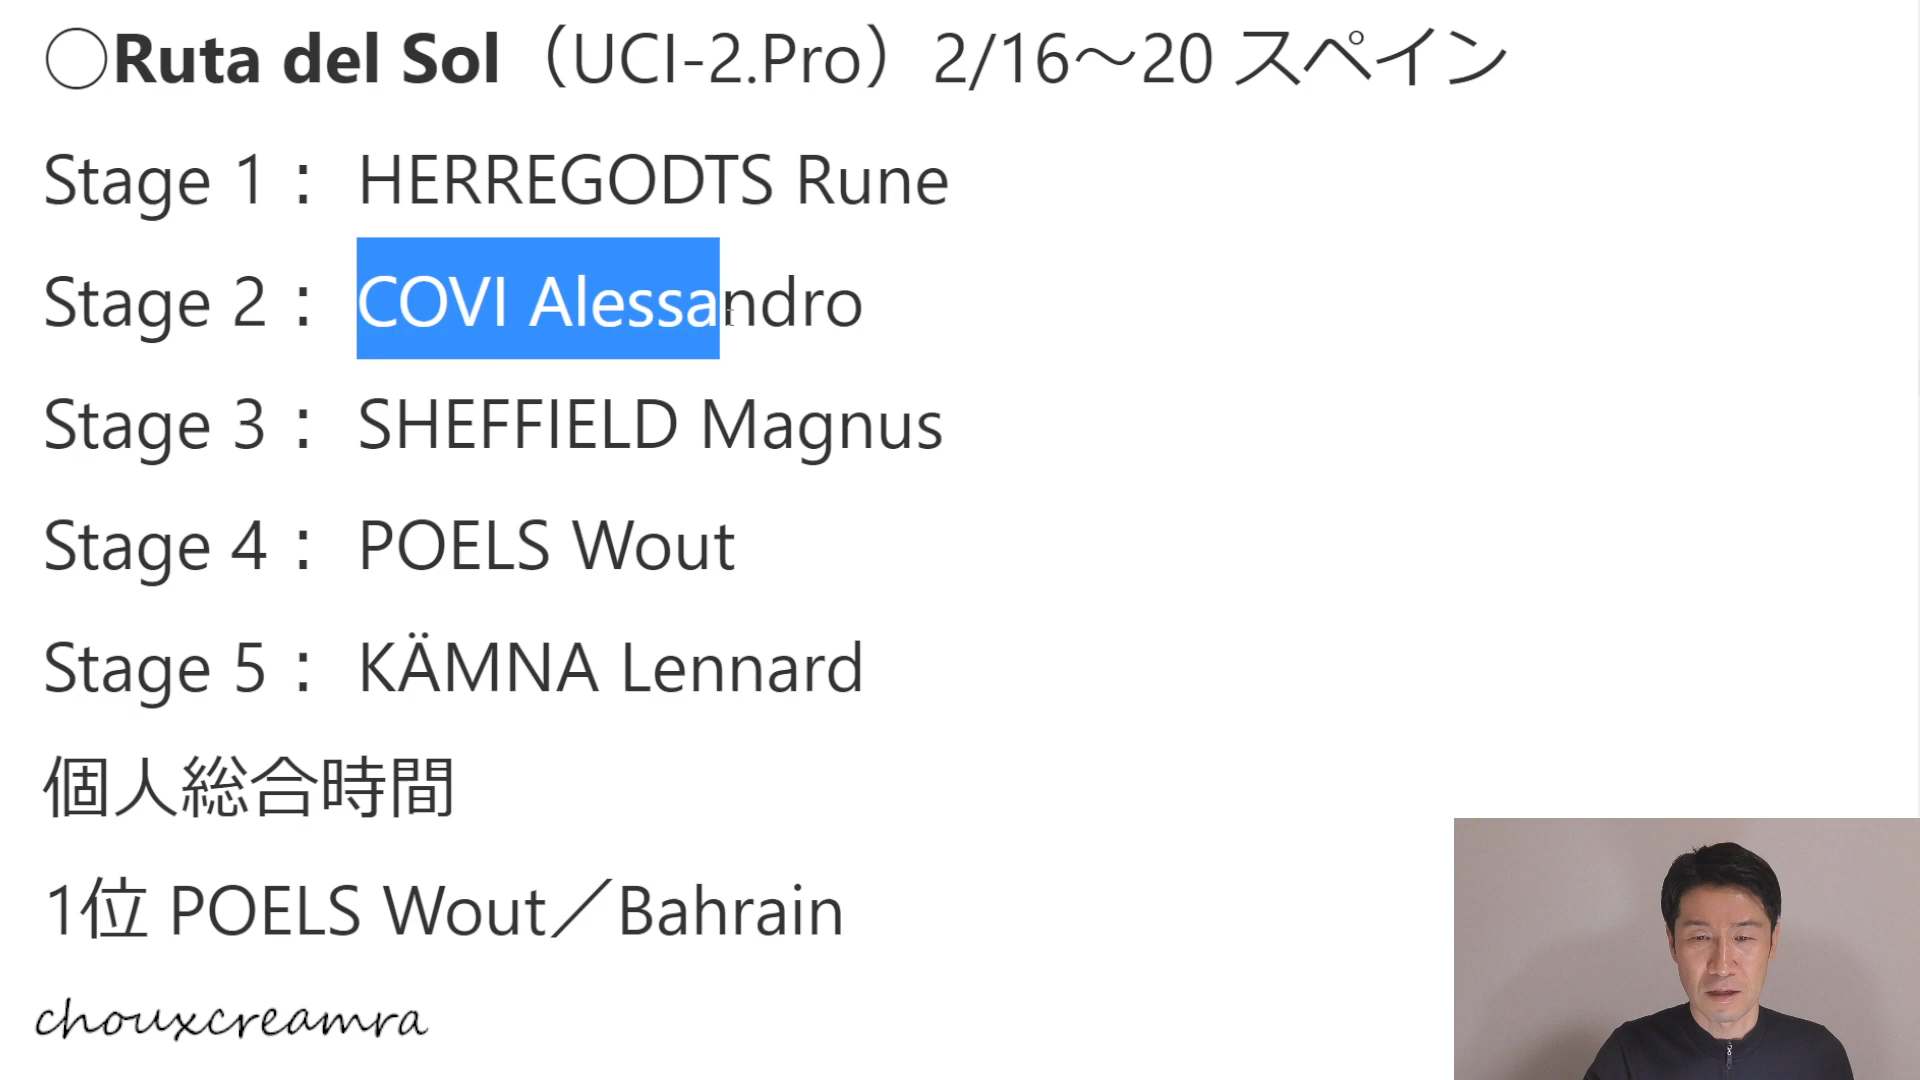 ◯Ruta del Sol（UCI-2.Pro）2/16～20 スペイン
Stage 1： HERREGODTS Rune
Stage 2： COVI Alessandro
Stage 3： SHEFFIELD Magnus
Stage 4： POELS Wout
Stage 5： KÄMNA Lennard
個人総合時間
1位 POELS Wout／Bahrain
chouxcreamra